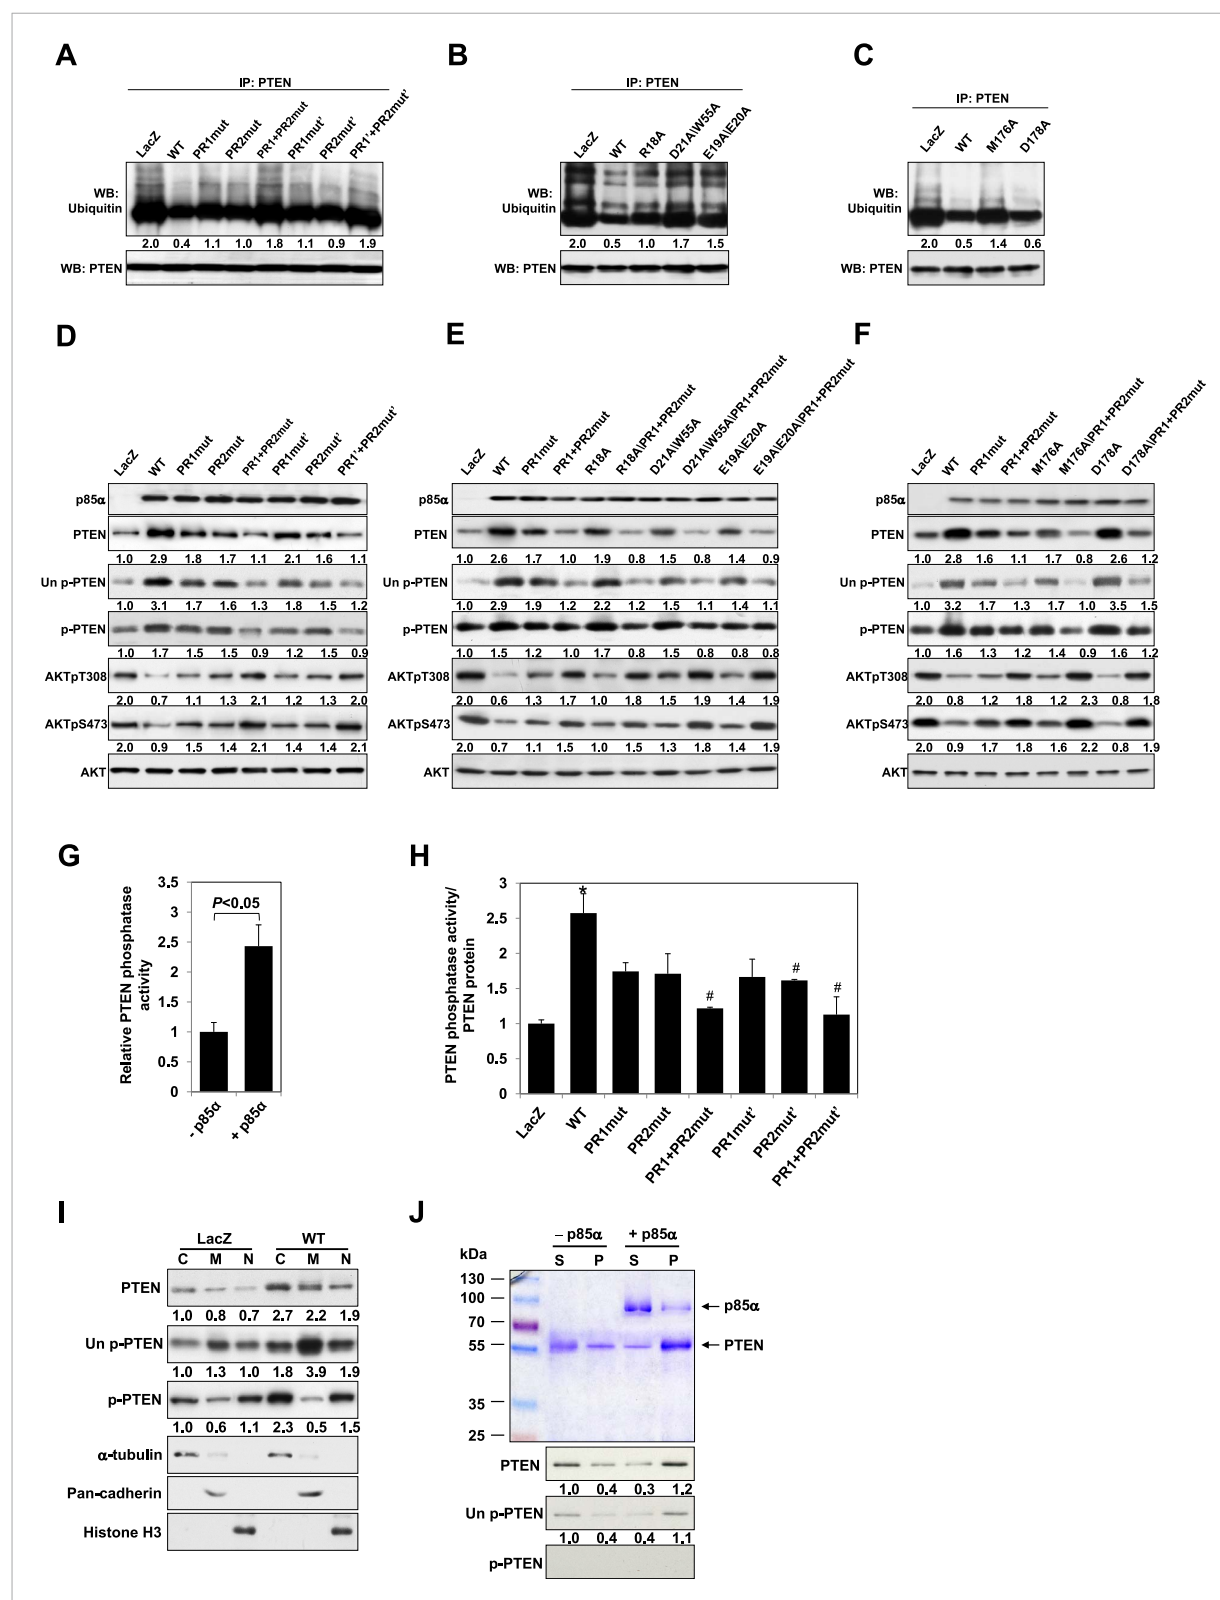 A
IP: PTEN
LacZ WT PR1mut PR2mut PR1+PR2mut PR1mut' PR2mut' PR1'+PR2mut'
WB:
Ubiquitin
2.0 0.4 1.1 1.0 1.8 1.1 0.9 1.9
WB: PTEN
B
IP: PTEN
LacZ WT R18A D21A\W55A E19A\E20A
WB:
Ubiquitin
2.0 0.5 1.0 1.7 1.5
WB: PTEN
C
IP: PTEN
LacZ WT M176A D178A
WB:
Ubiquitin
2.0 0.5 1.4 0.6
WB: PTEN
D
LacZ WT PR1mut PR2mut PR1+PR2mut PR1mut' PR2mut' PR1'+PR2mut'
p85α
PTEN
1.0 2.9 1.8 1.7 1.1 2.1 1.6 1.1
Un p-PTEN
1.0 3.1 1.7 1.6 1.3 1.8 1.5 1.2
p-PTEN
1.0 1.7 1.5 1.5 0.9 1.2 1.5 0.9
AKTpT308
2.0 0.7 1.1 1.3 2.1 1.2 1.3 2.0
AKTpS473
2.0 0.9 1.5 1.4 2.1 1.4 1.4 2.1
AKT
E
LacZ WT PR1mut PR1+PR2mut R18A R18A\PR1+PR2mut D21A\W55A D21A\W55A\PR1+PR2mut E19A\E20A E19A\E20A\PR1+PR2mut
p85α
PTEN
1.0 2.6 1.7 1.0 1.9 0.8 1.5 0.8 1.4 0.9
Un p-PTEN
1.0 2.9 1.9 1.2 2.2 1.2 1.5 1.1 1.4 1.1
p-PTEN
1.0 1.5 1.2 1.0 1.7 0.8 1.5 0.8 0.8 0.8
AKTpT308
2.0 0.6 1.3 1.7 1.0 1.8 1.5 1.9 1.4 1.9
AKTpS473
2.0 0.7 1.1 1.5 1.0 1.5 1.3 1.8 1.4 1.9
AKT
F
LacZ WT PR1mut PR1+PR2mut M176A M176A\PR1+PR2mut D178A D178A\PR1+PR2mut
p85α
PTEN
1.0 2.8 1.6 1.1 1.7 0.8 2.6 1.2
Un p-PTEN
1.0 3.2 1.7 1.3 1.7 1.0 3.5 1.5
p-PTEN
1.0 1.6 1.3 1.2 1.4 0.9 1.6 1.2
AKTpT308
2.0 0.8 1.2 1.8 1.2 2.3 0.8 1.8
AKTpS473
2.0 0.9 1.7 1.8 1.6 2.2 0.8 1.9
AKT
G
Relative PTEN phosphatase
activity
3.5
3
2.5
2
1.5
1
0.5
0
P<0.05
- p85α + p85α
H
PTEN phosphatase activity/
PTEN protein
3
2.5
2
1.5
1
0.5
0
*
# # #
LacZ WT PR1mut PR2mut PR1+PR2mut PR1mut' PR2mut' PR1+PR2mut'
I
LacZ WT
C M N C M N
PTEN
1.0 0.8 0.7 2.7 2.2 1.9
Un p-PTEN
1.0 1.3 1.0 1.8 3.9 1.9
p-PTEN
1.0 0.6 1.1 2.3 0.5 1.5
α-tubulin
Pan-cadherin
Histone H3
J
– p85α + p85α
kDa S P S P
130
100
70
55
35
25
p85α
PTEN
PTEN
1.0 0.4 0.3 1.2
Un p-PTEN
1.0 0.4 0.4 1.1
p-PTEN